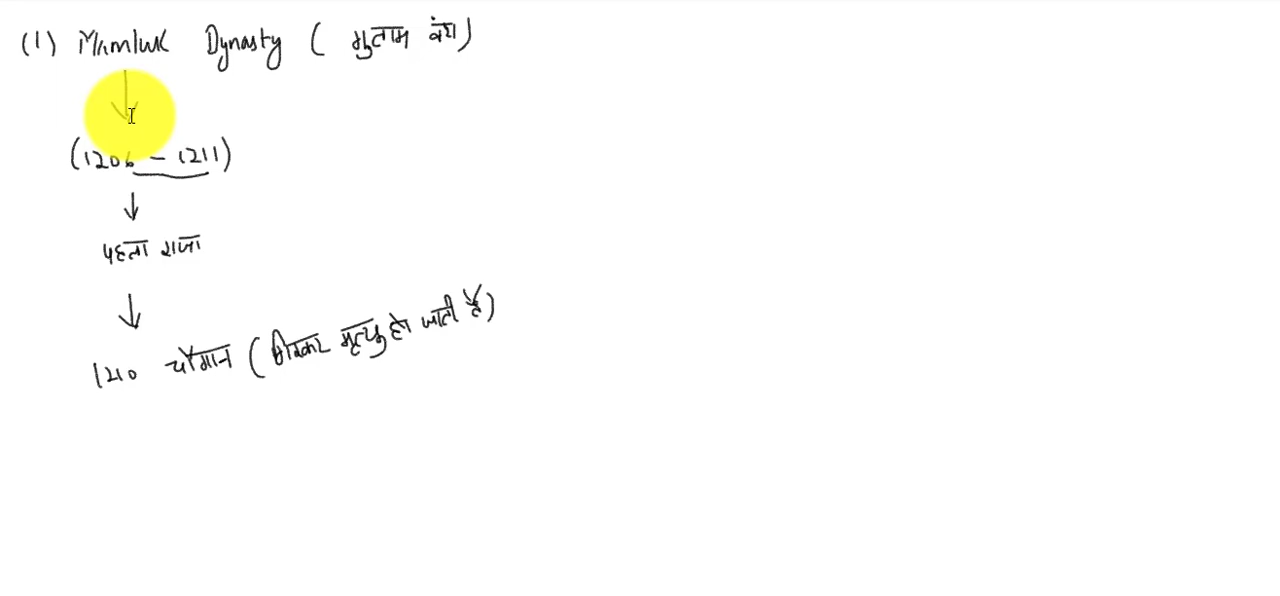 (1) Mamluk Dynasty ( गुलाम वंश)
(1206 - 1211)
पहला राजा
1210 चौगान (गिरकर मृत्यु हो जाती है)